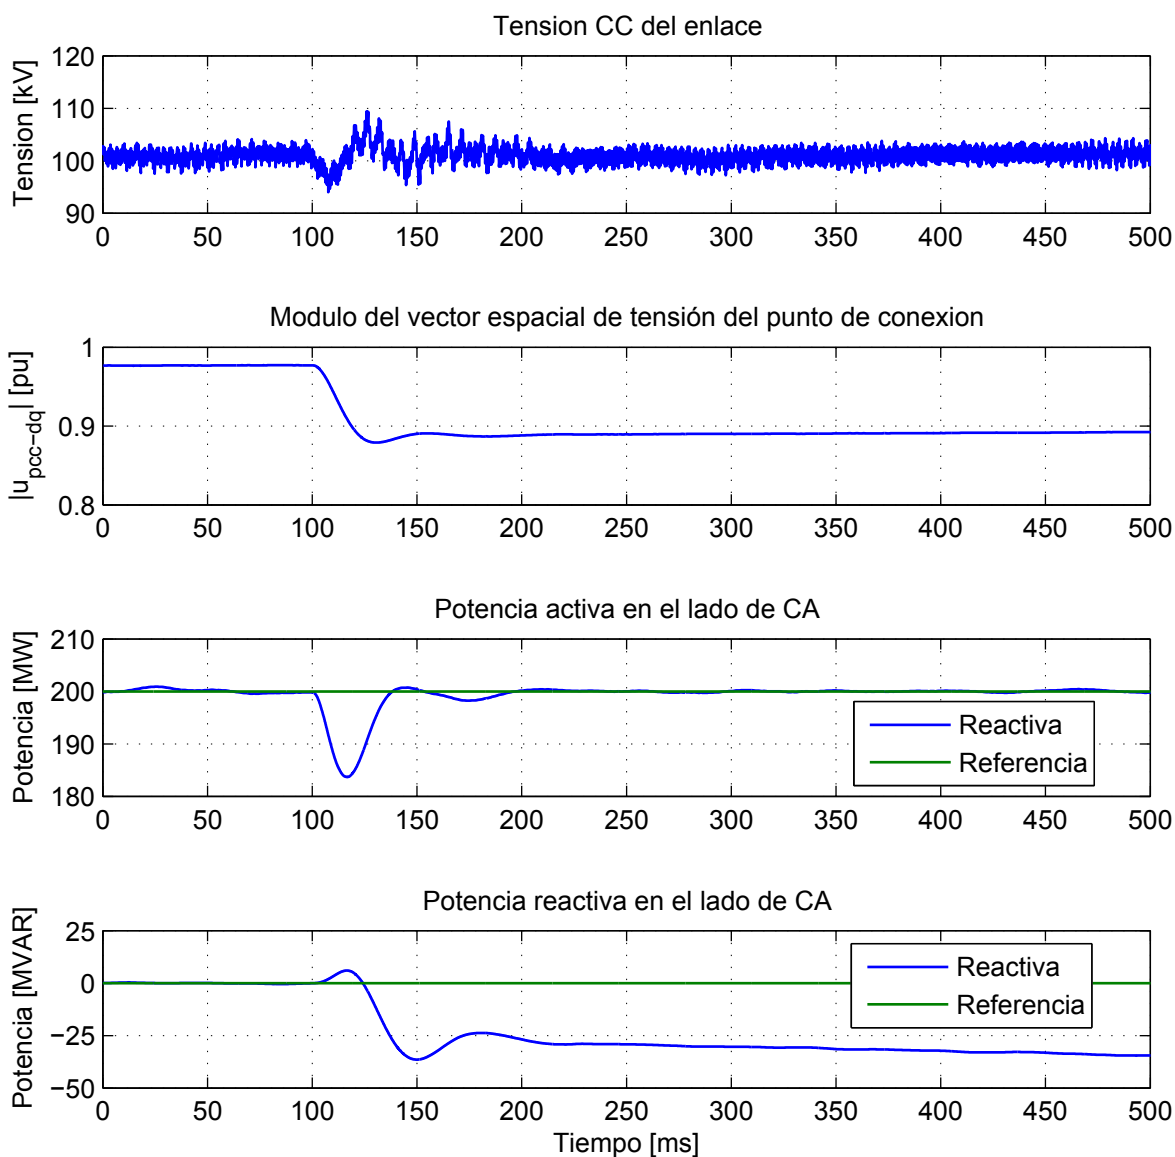 Tension CC del enlace
Tension [kV]
120
110
100
90
0 50 100 150 200 250 300 350 400 450 500
Modulo del vector espacial de tensión del punto de conexion
|u_pcc-dq| [pu]
1
0.9
0.8
0 50 100 150 200 250 300 350 400 450 500
Potencia activa en el lado de CA
Potencia [MW]
210
200
190
180
Reactiva
Referencia
0 50 100 150 200 250 300 350 400 450 500
Potencia reactiva en el lado de CA
Potencia [MVAR]
25
0
−25
−50
Reactiva
Referencia
0 50 100 150 200 250 300 350 400 450 500
Tiempo [ms]